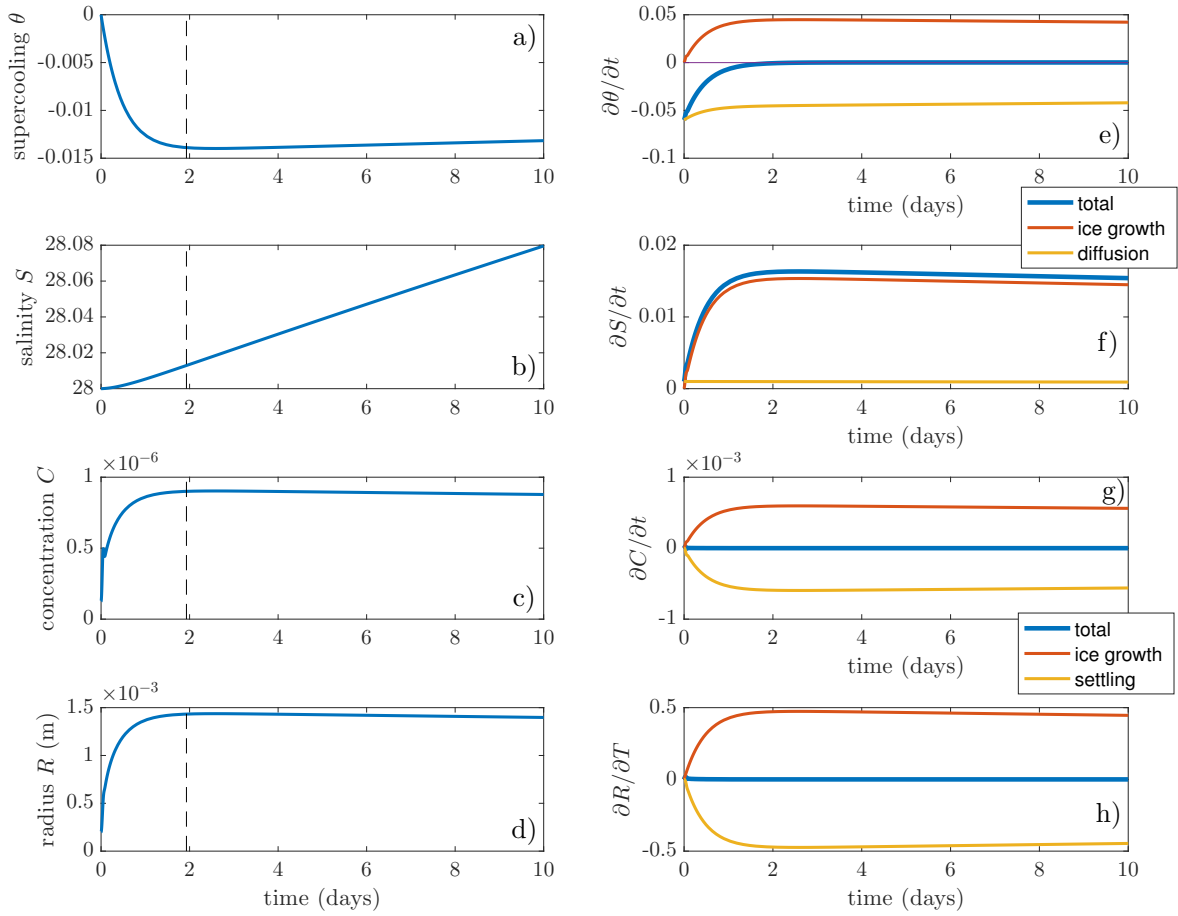 0
-0.005
-0.01
-0.015
supercooling θ
a)
0 2 4 6 8 10
28.08
28.06
28.04
28.02
28
salinity S
b)
0 2 4 6 8 10
×10⁻⁶
1
0.5
0
concentration C
c)
0 2 4 6 8 10
×10⁻³
1.5
1
0.5
0
radius R (m)
d)
0 2 4 6 8 10
time (days)
0.05
0
-0.05
-0.1
∂θ/∂t
e)
0 2 4 6 8 10
time (days)
total
ice growth
diffusion
0.02
0.01
0
∂S/∂t
f)
0 2 4 6 8 10
time (days)
×10⁻³
1
0
-1
∂C/∂t
g)
0 2 4 6 8 10
time (days)
total
ice growth
settling
0.5
0
-0.5
∂R/∂T
h)
0 2 4 6 8 10
time (days)